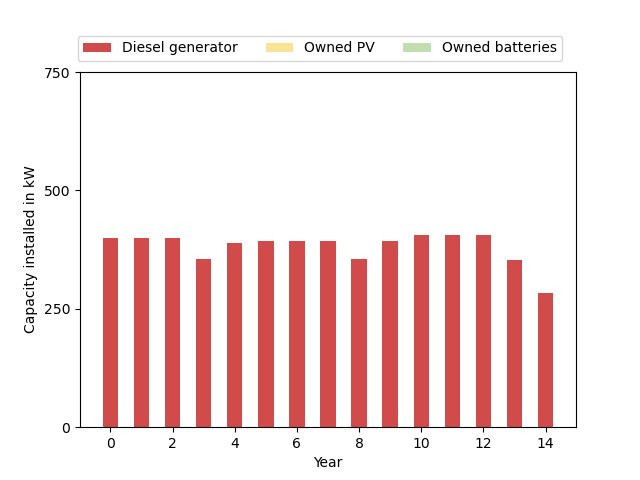 Diesel generator Owned PV Owned batteries
750
500
250
0
Capacity installed in kW
0 2 4 6 8 10 12 14
Year